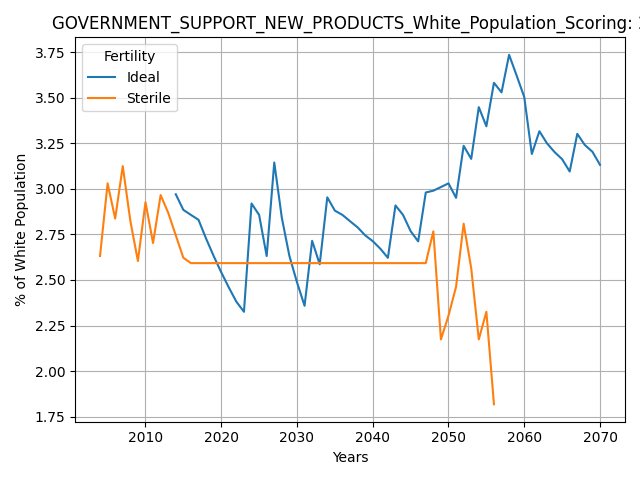 GOVERNMENT_SUPPORT_NEW_PRODUCTS_White_Population_Scoring:
Fertility
Ideal
Sterile
% of White Population
3.75
3.50
3.25
3.00
2.75
2.50
2.25
2.00
1.75
2010 2020 2030 2040 2050 2060 2070
Years